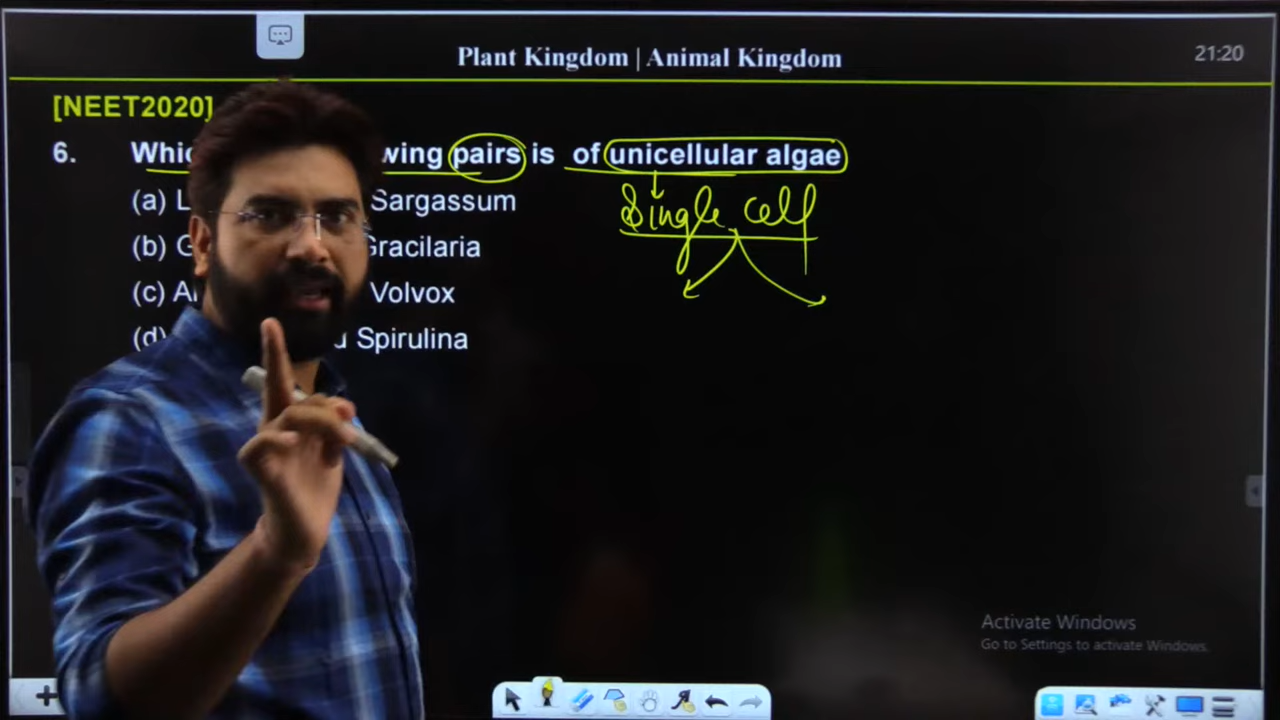 Plant Kingdom | Animal Kingdom
21:20
[NEET2020]
6. wing pairs is of unicellular algae
(a) L Sargassum
Single cell
(b) G Gracilaria
(c) Volvox
(d) Spirulina
Activate Windows
Go to Settings to activate Windows.